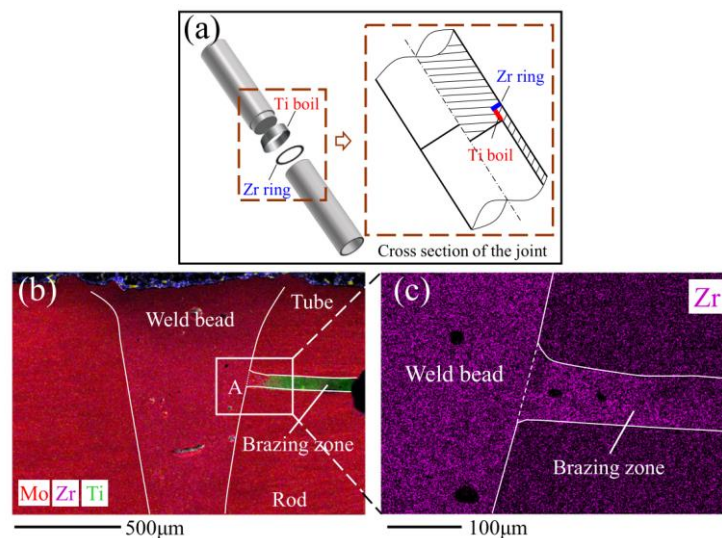 (a)
Ti boil
Zr ring
Zr ring
Ti boil
Cross section of the joint
(b)
Weld bead
Tube
A
Brazing zone
Mo Zr Ti
Rod
500μm
(c)
Zr
Weld bead
Brazing zone
100μm